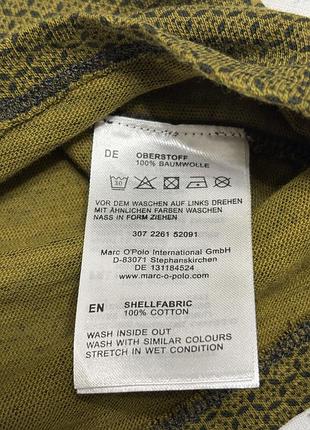 DE OBERSTOFF
100% BAUMWOLLE
30
VOR DEM WASCHEN AUF LINKS DREHEN
MIT ÄHNLICHEN FARBEN WASCHEN
NASS IN FORM ZIEHEN
307 2261 52091
Marc O'Polo International GmbH
D-83071 Stephanskirchen
DE 131184524
www.marc-o-polo.com
EN SHELLFABRIC
100% COTTON
WASH INSIDE OUT
WASH WITH SIMILAR COLOURS
STRETCH IN WET CONDITION